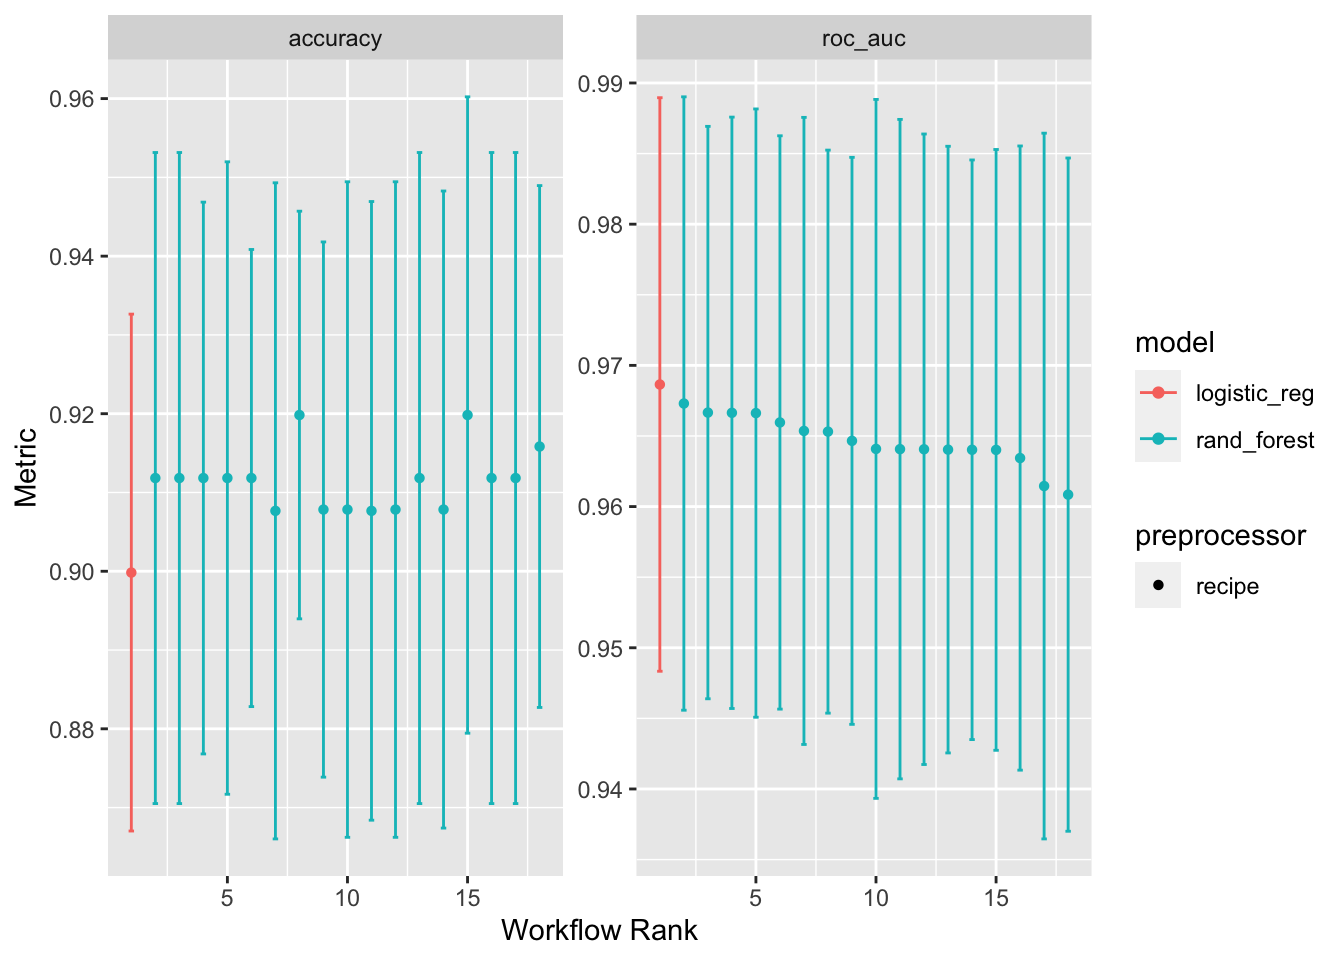 accuracy
roc_auc
0.96
0.94
0.92
0.90
0.88
0.99
0.98
0.97
0.96
0.95
0.94
5
10
15
5
10
15
Metric
Workflow Rank
model
logistic_reg
rand_forest
preprocessor
recipe